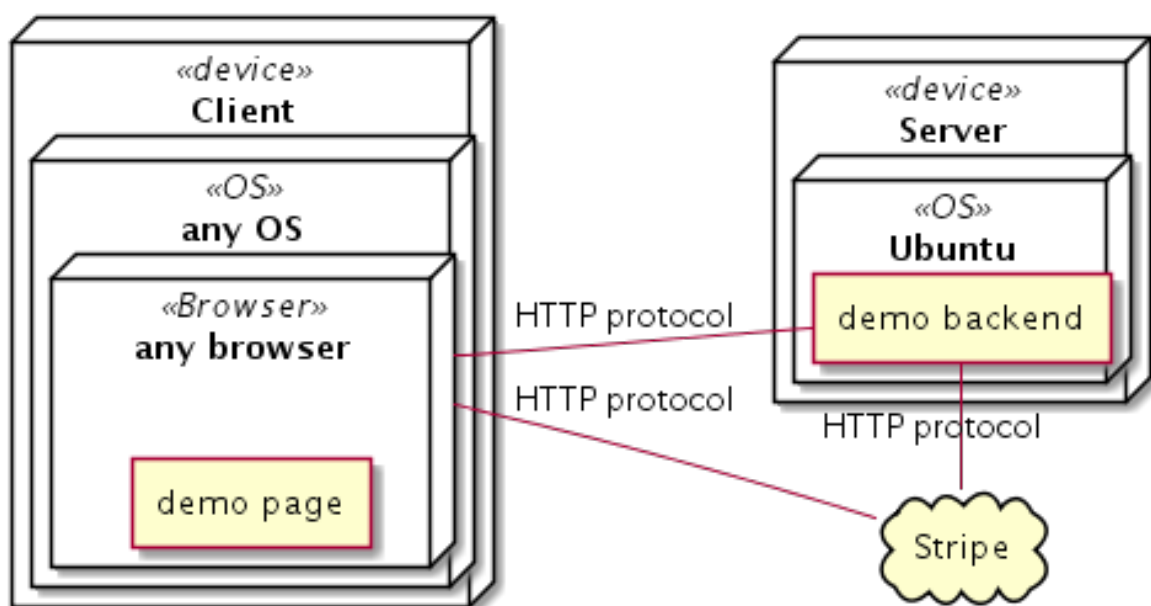 «device»
Client
«OS»
any OS
«Browser»
any browser
demo page
HTTP protocol
HTTP protocol
«device»
Server
«OS»
Ubuntu
demo backend
HTTP protocol
Stripe